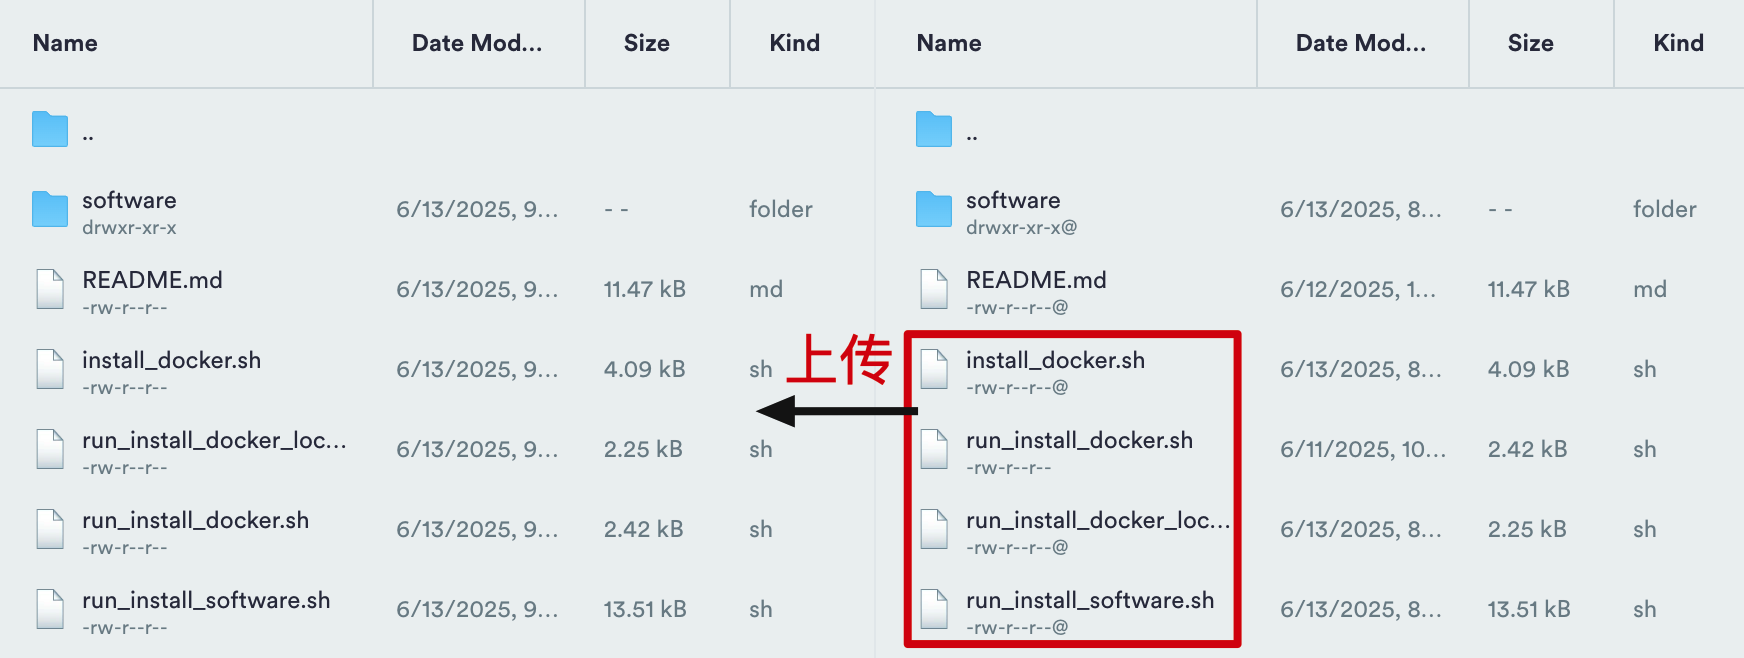 Name Date Mod... Size Kind
..
software 6/13/2025, 9... - - folder
drwxr-xr-x
README.md 6/13/2025, 9... 11.47 kB md
-rw-r--r--
install_docker.sh 6/13/2025, 9... 4.09 kB sh
-rw-r--r--
run_install_docker_loc... 6/13/2025, 9... 2.25 kB sh
-rw-r--r--
run_install_docker.sh 6/13/2025, 9... 2.42 kB sh
-rw-r--r--
run_install_software.sh 6/13/2025, 9... 13.51 kB sh
-rw-r--r--
上传
Name Date Mod... Size Kind
..
software 6/13/2025, 8... - - folder
drwxr-xr-x@
README.md 6/12/2025, 1... 11.47 kB md
-rw-r--r--@
install_docker.sh 6/13/2025, 8... 4.09 kB sh
-rw-r--r--@
run_install_docker.sh 6/11/2025, 10... 2.42 kB sh
-rw-r--r--
run_install_docker_loc... 6/13/2025, 8... 2.25 kB sh
-rw-r--r--@
run_install_software.sh 6/13/2025, 8... 13.51 kB sh
-rw-r--r--@